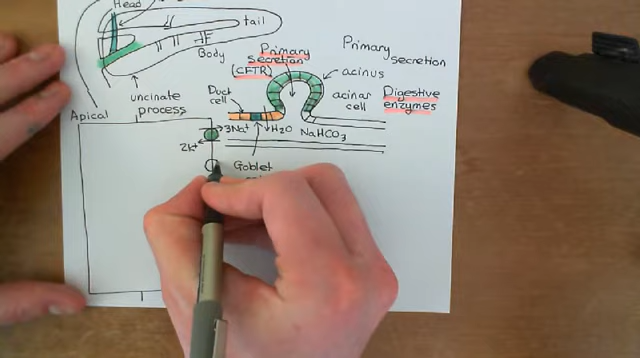 Head
tail
Body
uncinate
process
Primary
secretion
(CFTR)
Primary
secretion
acinus
acinar
cell
Digestive
enzymes
Duct
cell
Apical
3Na+
H2O
NaHCO3
2K+
Goblet